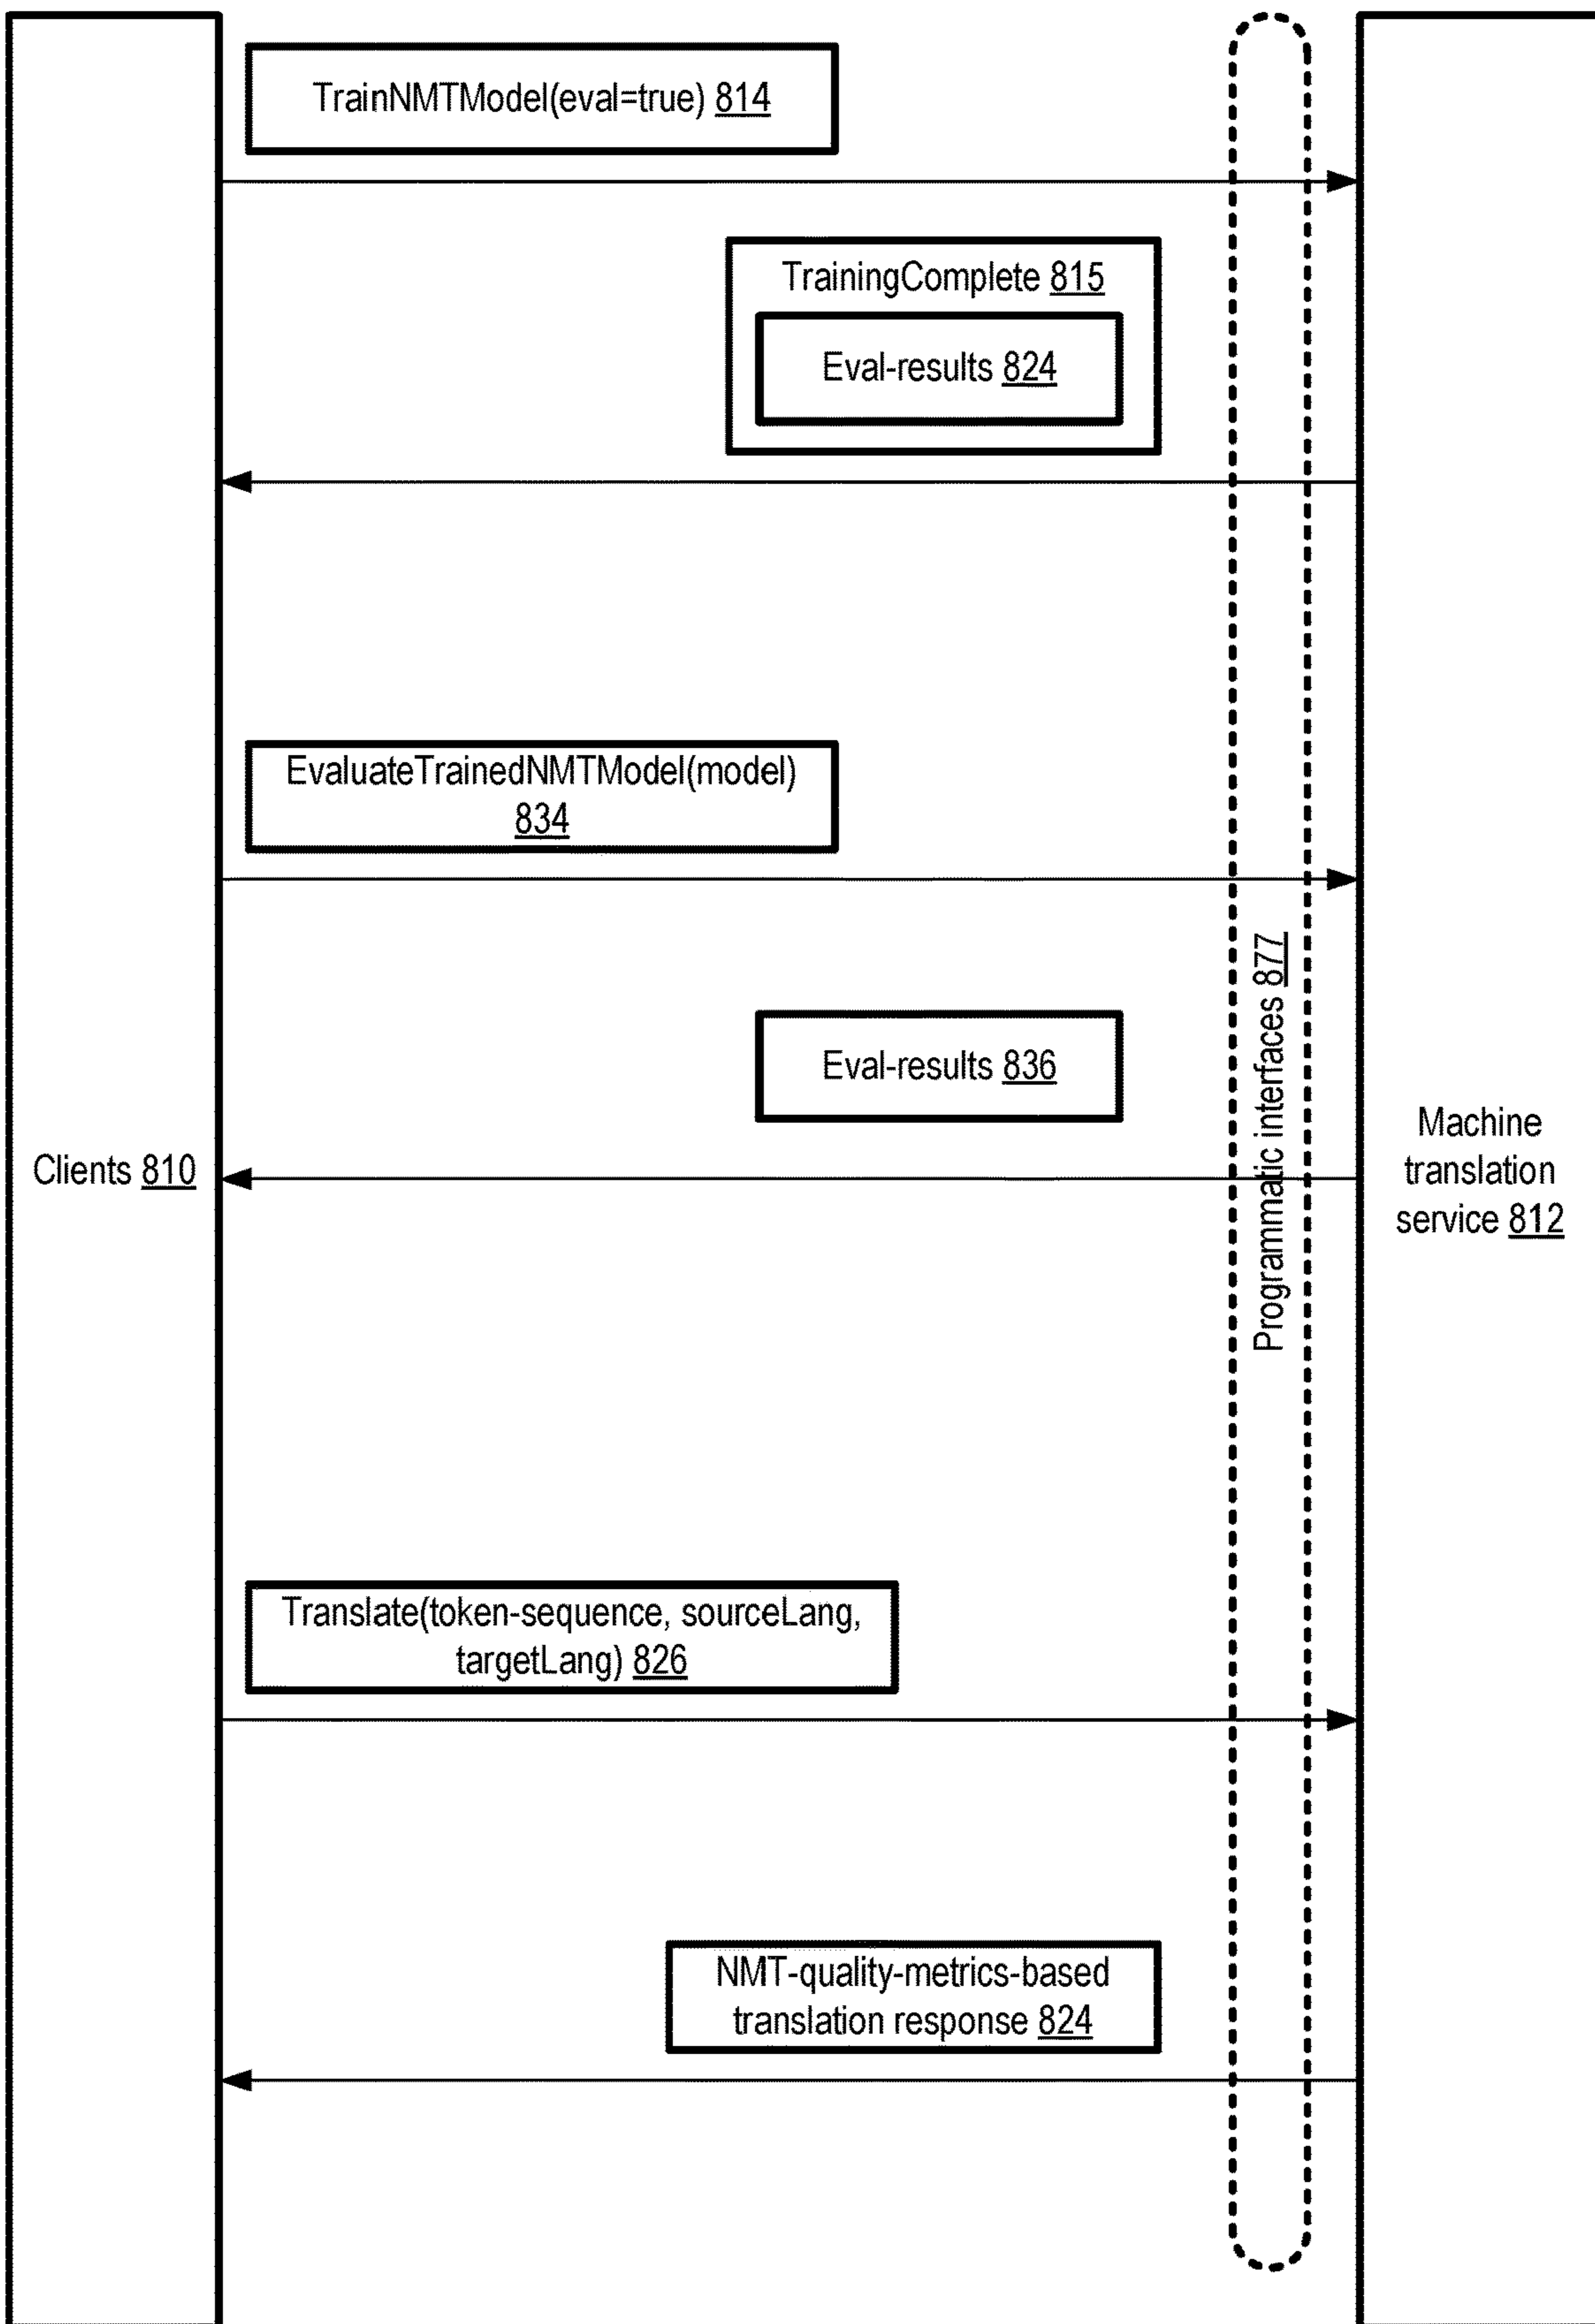 TrainNMTModel(eval=true) 814
TrainingComplete 815
Eval-results 824
EvaluateTrainedNMTModel(model)
834
Eval-results 836
Programmatic interfaces 877
Clients 810
Machine
translation
service 812
Translate(token-sequence, sourceLang,
targetLang) 826
NMT-quality-metrics-based
translation response 824